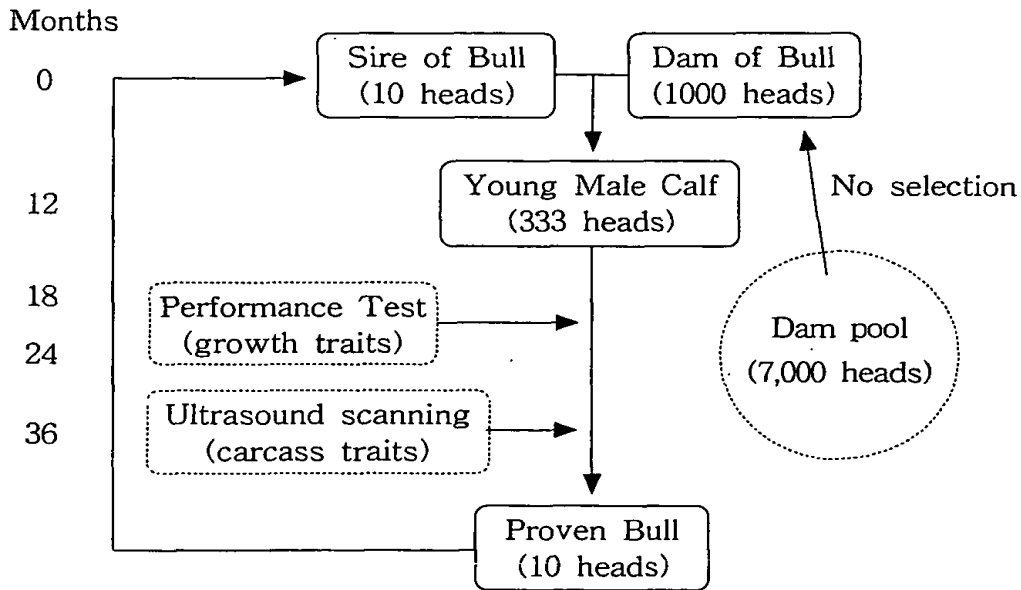 Months
0
12
18
24
36
Sire of Bull
(10 heads)
Dam of Bull
(1000 heads)
Young Male Calf
(333 heads)
No selection
Performance Test
(growth traits)
Dam pool
(7,000 heads)
Ultrasound scanning
(carcass traits)
Proven Bull
(10 heads)